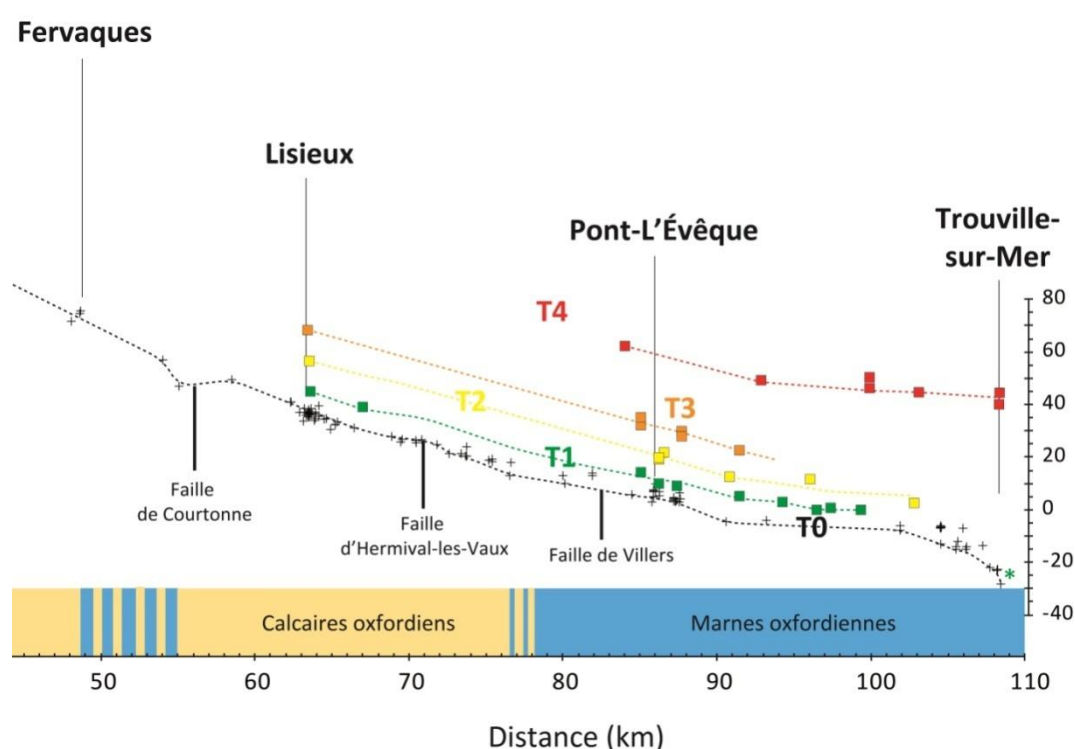 Fervaques
Lisieux
Pont-L'Évêque
Trouville-
sur-Mer
80
T4
60
T2
T3
40
T1
20
Faille
de Courtonne
Faille
d'Hermival-les-Vaux
Faille de Villers
T0
0
-20
*
-40
Calcaires oxfordiens
Marnes oxfordiennes
50
60
70
80
90
100
110
Distance (km)